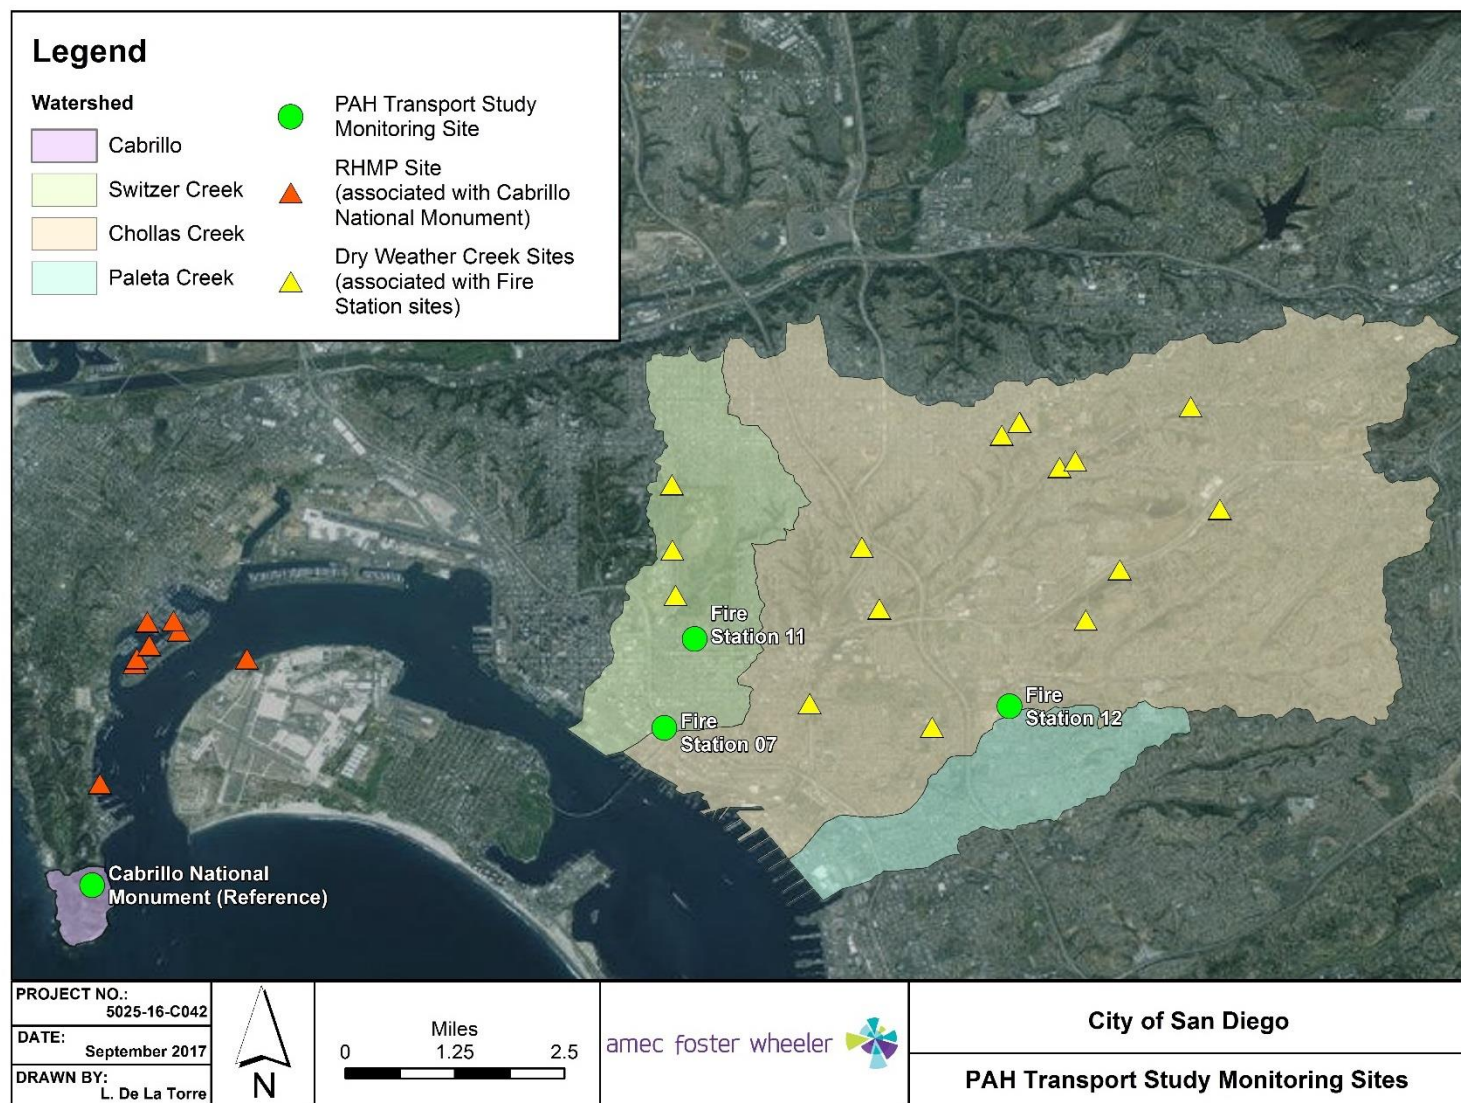 Legend
Watershed
Cabrillo
Switzer Creek
Chollas Creek
Paleta Creek
PAH Transport Study
Monitoring Site
RHMP Site
(associated with Cabrillo
National Monument)
Dry Weather Creek Sites
(associated with Fire
Station sites)
Fire
Station 11
Fire
Station 07
Fire
Station 12
Cabrillo National
Monument (Reference)
PROJECT NO.:
5025-16-C042
DATE:
September 2017
DRAWN BY:
L. De La Torre
N
Miles
0 1.25 2.5
amec foster wheeler
City of San Diego
PAH Transport Study Monitoring Sites